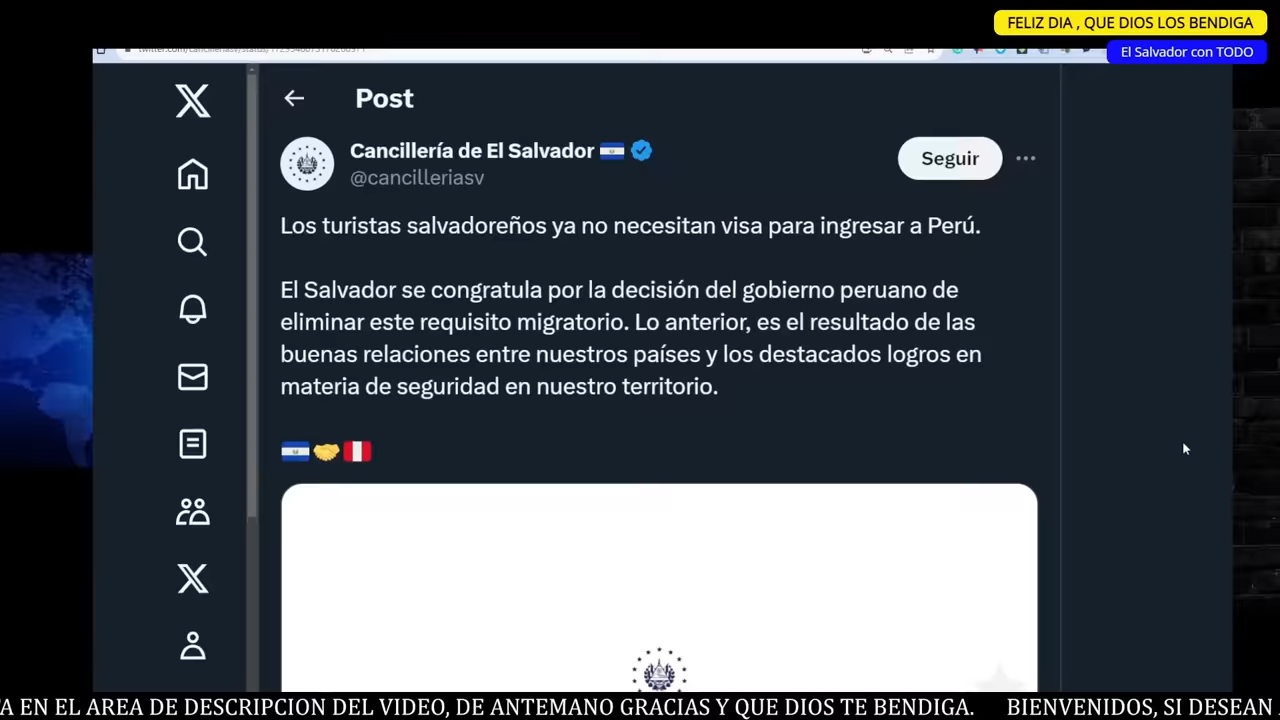 FELIZ DIA , QUE DIOS LOS BENDIGA
El Salvador con TODO
Post
Cancillería de El Salvador
@cancilleriasv
Seguir
Los turistas salvadoreños ya no necesitan visa para ingresar a Perú.
El Salvador se congratula por la decisión del gobierno peruano de
eliminar este requisito migratorio. Lo anterior, es el resultado de las
buenas relaciones entre nuestros países y los destacados logros en
materia de seguridad en nuestro territorio.
EN EL AREA DE DESCRIPCION DEL VIDEO, DE ANTEMANO GRACIAS Y QUE DIOS TE BENDIGA. BIENVENIDOS, SI DESEAN